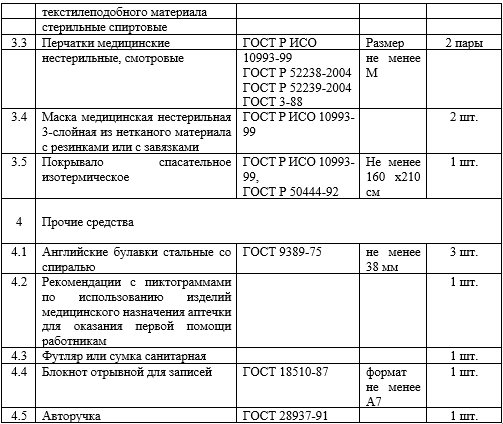 текстилеподобного материала
стерильные спиртовые
3.3 Перчатки медицинские нестерильные, смотровые ГОСТ Р ИСО 10993-99 ГОСТ Р 52238-2004 ГОСТ Р 52239-2004 ГОСТ 3-88 Размер не менее М 2 пары
3.4 Маска медицинская нестерильная 3-слойная из нетканого материала с резинками или с завязками ГОСТ Р ИСО 10993-99 2 шт.
3.5 Покрывало спасательное изотермическое ГОСТ Р ИСО 10993-99, ГОСТ Р 50444-92 Не менее 160 х210 см 1 шт.
4 Прочие средства
4.1 Английские булавки стальные со спиралью ГОСТ 9389-75 не менее 38 мм 3 шт.
4.2 Рекомендации с пиктограммами по использованию изделий медицинского назначения аптечки для оказания первой помощи работникам 1 шт.
4.3 Футляр или сумка санитарная 1 шт.
4.4 Блокнот отрывной для записей ГОСТ 18510-87 формат не менее А7 1 шт.
4.5 Авторучка ГОСТ 28937-91 1 шт.